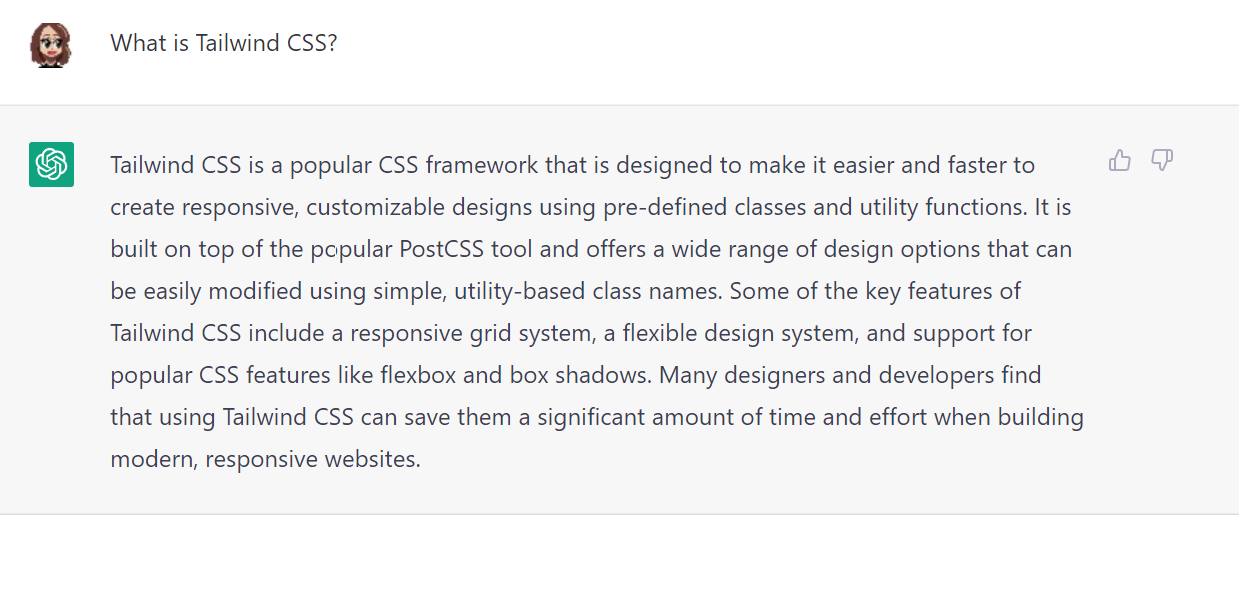 What is Tailwind CSS?
Tailwind CSS is a popular CSS framework that is designed to make it easier and faster to
create responsive, customizable designs using pre-defined classes and utility functions. It is
built on top of the popular PostCSS tool and offers a wide range of design options that can
be easily modified using simple, utility-based class names. Some of the key features of
Tailwind CSS include a responsive grid system, a flexible design system, and support for
popular CSS features like flexbox and box shadows. Many designers and developers find
that using Tailwind CSS can save them a significant amount of time and effort when building
modern, responsive websites.